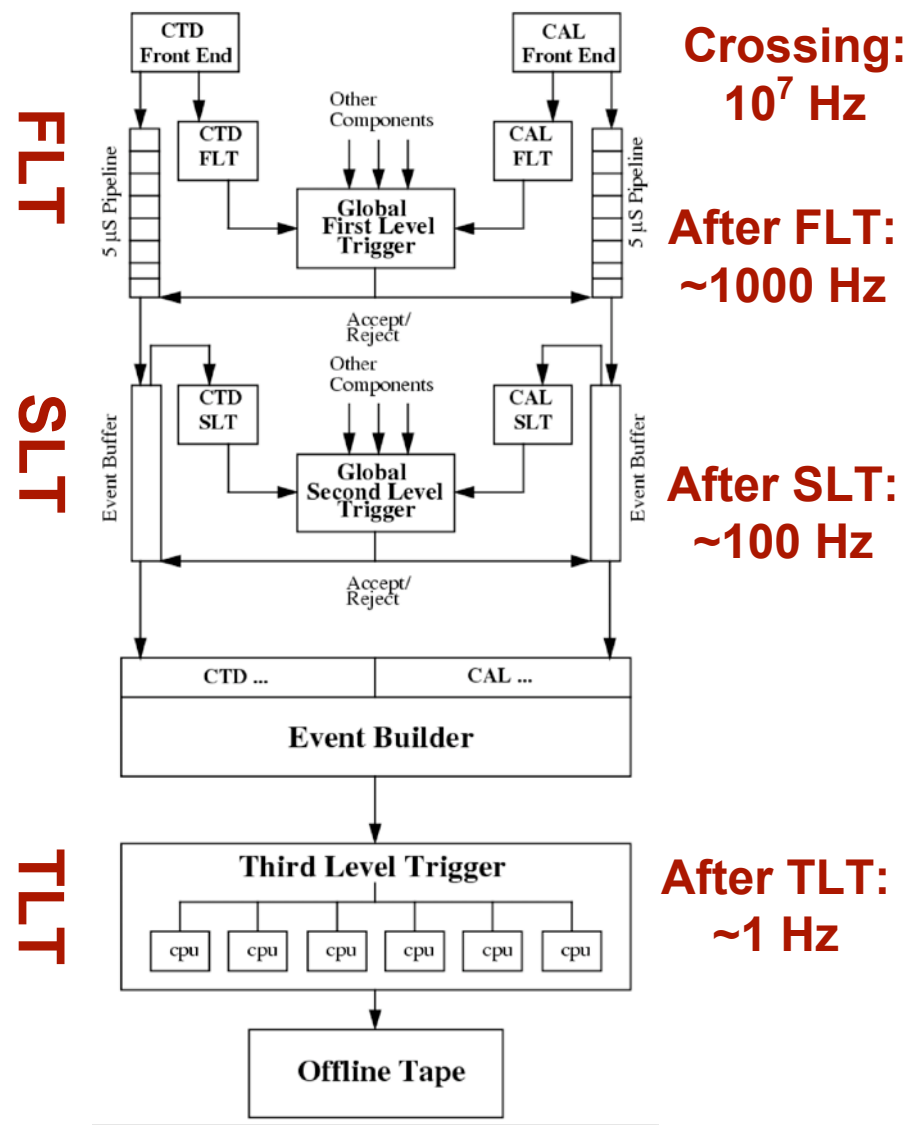 CTD
Front End
CAL
Front End
Crossing:
10⁷ Hz
FLT
5 µS Pipeline
CTD
FLT
Other
Components
CAL
FLT
5 µS Pipeline
Global
First Level
Trigger
After FLT:
~1000 Hz
Accept/
Reject
SLT
Event Buffer
CTD
SLT
Other
Components
CAL
SLT
Event Buffer
Global
Second Level
Trigger
After SLT:
~100 Hz
Accept/
Reject
CTD ...
CAL ...
Event Builder
TLT
Third Level Trigger
cpu
cpu
cpu
cpu
cpu
cpu
After TLT:
~1 Hz
Offline Tape